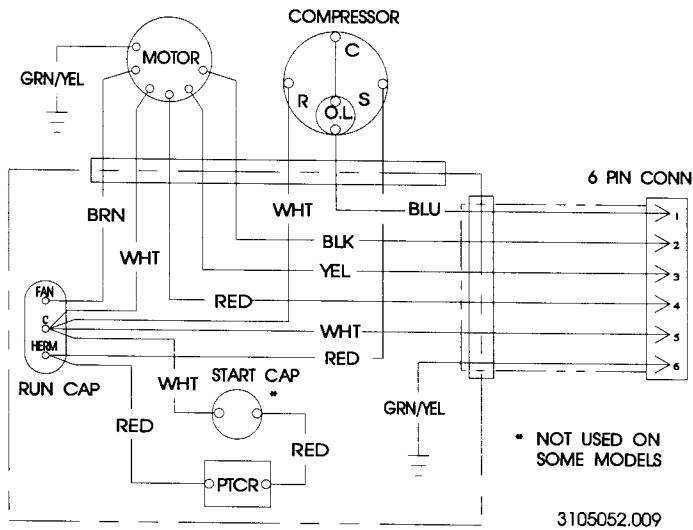 COMPRESSOR
MOTOR
C
GRN/YEL
R
S
O.L.
6 PIN CONN
BRN
WHT
BLU
1
BLK
2
WHT
YEL
3
FAN
RED
4
C
WHT
5
HERM
RED
6
RUN CAP
WHT
START CAP
*
GRN/YEL
RED
RED
* NOT USED ON
SOME MODELS
PTCR
3105052.009